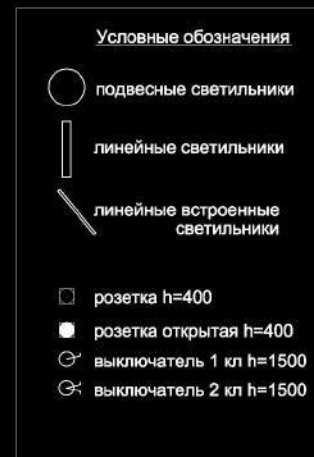 Условные обозначения
подвесные светильники
линейные светильники
линейные встроенные
светильники
розетка h=400
розетка открытая h=400
выключатель 1 кл h=1500
выключатель 2 кл h=1500